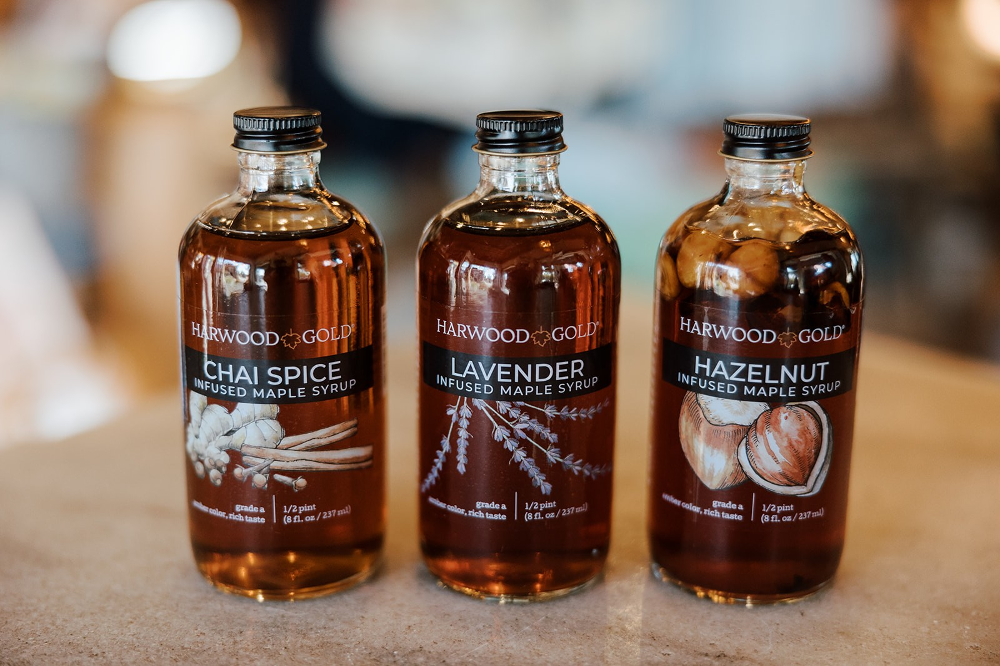 HARWOOD GOLD®
CHAI SPICE
INFUSED MAPLE SYRUP
grade a
amber color, rich taste
1/2 pint
(8 fl. oz / 237 ml)
HARWOOD GOLD®
LAVENDER
INFUSED MAPLE SYRUP
grade a
amber color, rich taste
1/2 pint
(8 fl. oz / 237 ml)
HARWOOD GOLD®
HAZELNUT
INFUSED MAPLE SYRUP
grade a
amber color, rich taste
1/2 pint
(8 fl. oz / 237 ml)